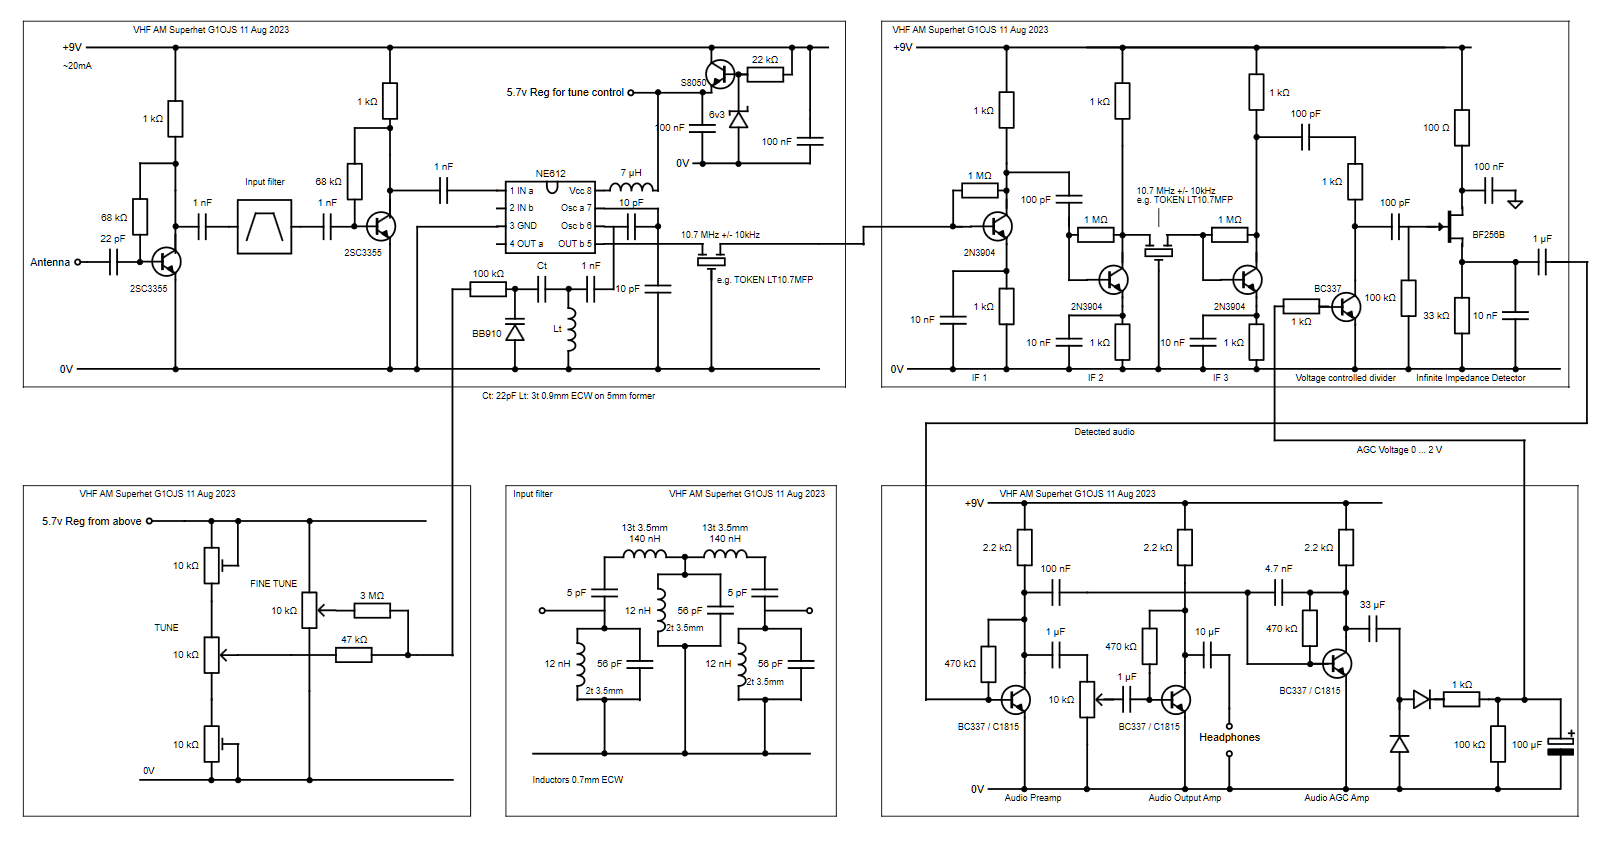 VHF AM Superhet G1OJS 11 Aug 2023
+9V
~20mA
1 kΩ
1 kΩ
22 kΩ
S8050
5.7v Reg for tune control
6v3
100 nF
100 nF
0V
1 nF
NE612
7 µH
Input filter
68 kΩ
1 IN a
Vcc 8
10 pF
2 IN b
Osc a 7
3 GND
Osc b 6
4 OUT a
OUT b 5
68 kΩ
1 nF
1 nF
22 pF
2SC3355
10.7 MHz +/- 10kHz
Antenna
2SC3355
100 kΩ
Ct
1 nF
e.g. TOKEN LT10.7MFP
10 pF
BB910
Lt
0V
Ct: 22pF Lt: 3t 0.9mm ECW on 5mm former
VHF AM Superhet G1OJS 11 Aug 2023
+9V
1 kΩ
1 kΩ
1 kΩ
100 pF
100 Ω
1 MΩ
100 pF
10.7 MHz +/- 10kHz
e.g. TOKEN LT10.7MFP
1 kΩ
100 nF
1 MΩ
1 MΩ
100 pF
BF256B
1 µF
2N3904
2N3904
2N3904
BC337
1 kΩ
100 kΩ
10 nF
1 kΩ
33 kΩ
10 nF
10 nF
1 kΩ
10 nF
1 kΩ
0V
IF 1
IF 2
IF 3
Voltage controlled divider
Infinite Impedance Detector
Detected audio
AGC Voltage 0 ... 2 V
VHF AM Superhet G1OJS 11 Aug 2023
5.7v Reg from above
10 kΩ
FINE TUNE
3 MΩ
10 kΩ
TUNE
47 kΩ
10 kΩ
10 kΩ
0V
Input filter
VHF AM Superhet G1OJS 11 Aug 2023
13t 3.5mm
140 nH
13t 3.5mm
140 nH
5 pF
12 nH
56 pF
5 pF
2t 3.5mm
12 nH
56 pF
12 nH
56 pF
2t 3.5mm
2t 3.5mm
Inductors 0.7mm ECW
VHF AM Superhet G1OJS 11 Aug 2023
+9V
2.2 kΩ
2.2 kΩ
2.2 kΩ
100 nF
4.7 nF
33 µF
1 µF
470 kΩ
10 µF
470 kΩ
470 kΩ
10 kΩ
1 µF
BC337 / C1815
BC337 / C1815
BC337 / C1815
1 kΩ
Headphones
100 kΩ
100 µF
+
0V
Audio Preamp
Audio Output Amp
Audio AGC Amp